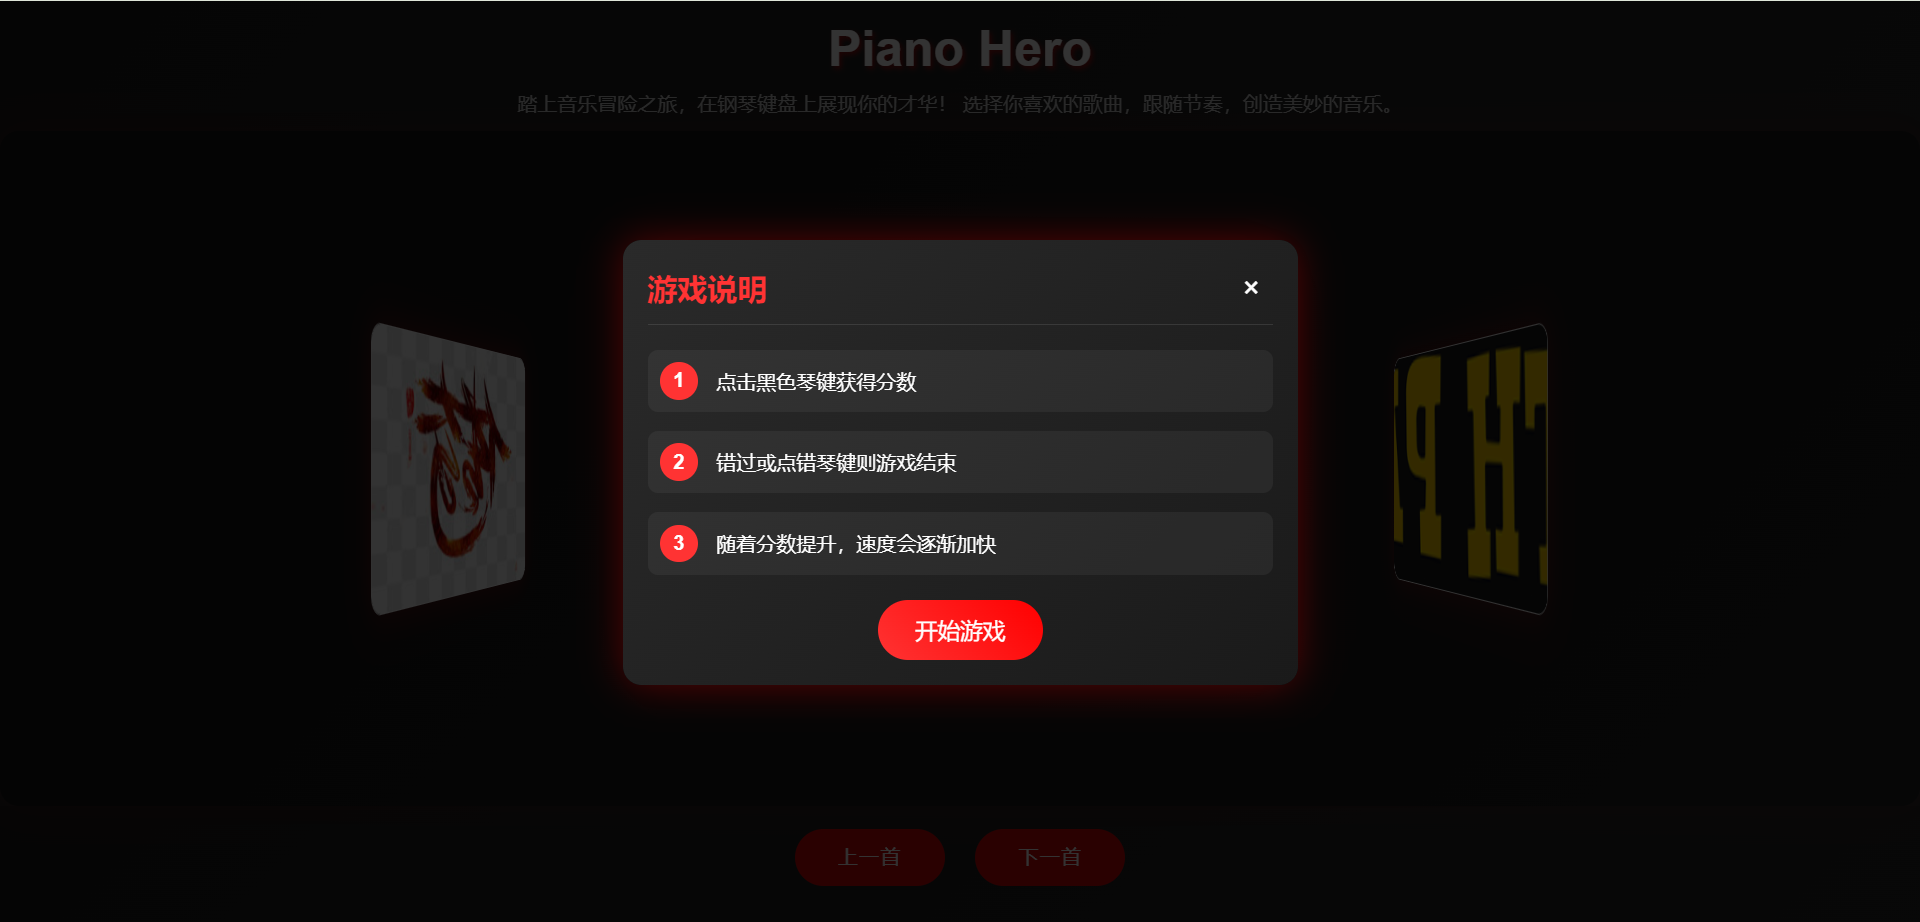 Piano Hero
踏上音乐冒险之旅，在钢琴键盘上展现你的才华！ 选择你喜欢的歌曲，跟随节奏，创造美妙的音乐。
游戏说明
×
1 点击黑色琴键获得分数
2 错过或点错琴键则游戏结束
3 随着分数提升，速度会逐渐加快
开始游戏
上一首
下一首